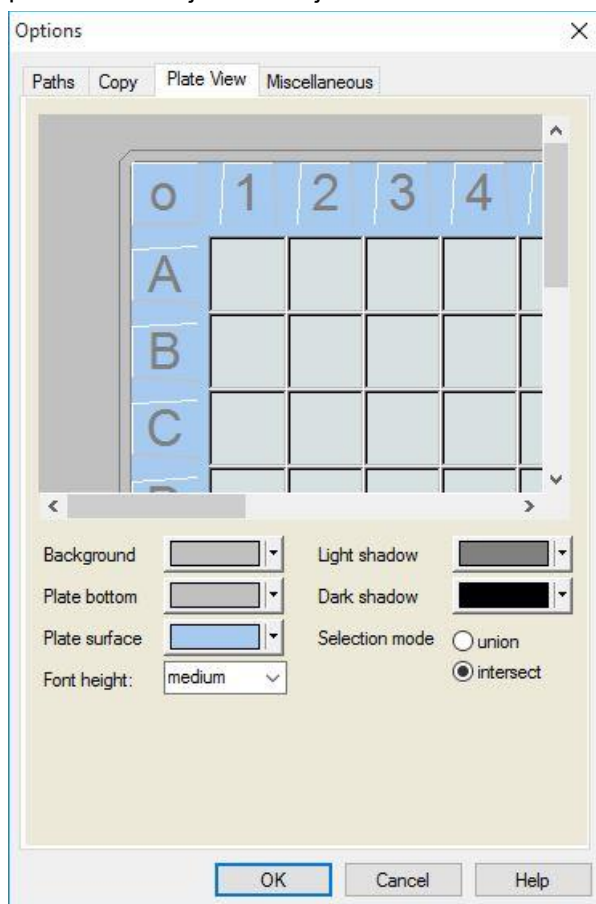 Options
Paths Copy Plate View Miscellaneous
o 1 2 3 4
A
B
C
Background Light shadow
Plate bottom Dark shadow
Plate surface Selection mode union
Font height: medium intersect
OK Cancel Help